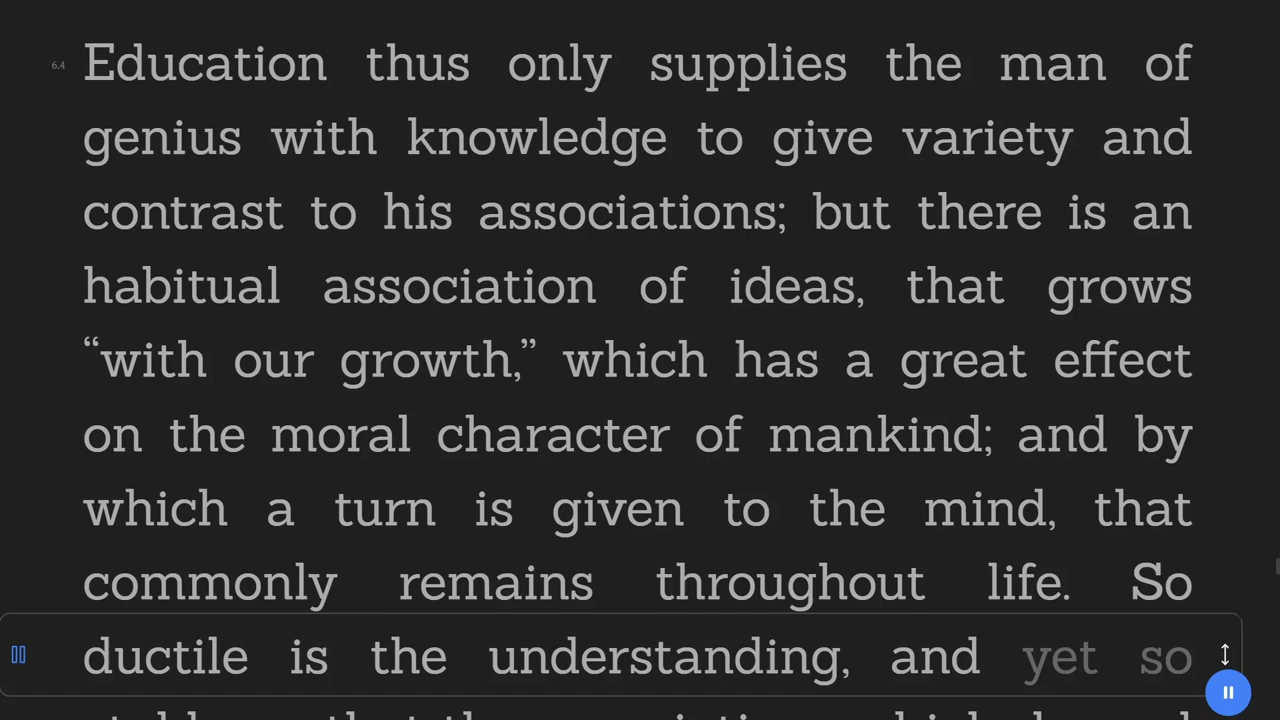 6.4 Education thus only supplies the man of
genius with knowledge to give variety and
contrast to his associations; but there is an
habitual association of ideas, that grows
“with our growth,” which has a great effect
on the moral character of mankind; and by
which a turn is given to the mind, that
commonly remains throughout life. So
ductile is the understanding, and yet so